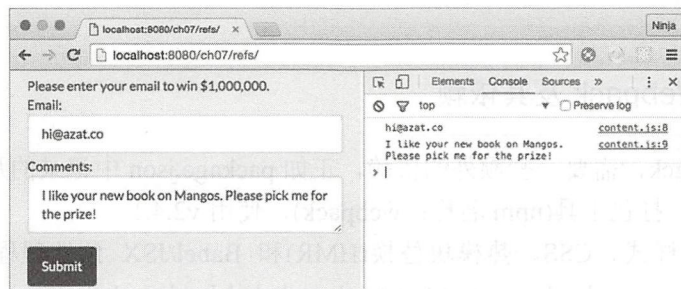 localhost:8080/ch07/refs/
Ninja
localhost:8080/ch07/refs/
Please enter your email to win $1,000,000.
Email:
hi@azat.co
Comments:
I like your new book on Mangos. Please pick me for
the prize!
Submit
Elements Console Sources »
top Preserve log
hi@azat.co content.js:8
I like your new book on Mangos. content.js:9
Please pick me for the prize!